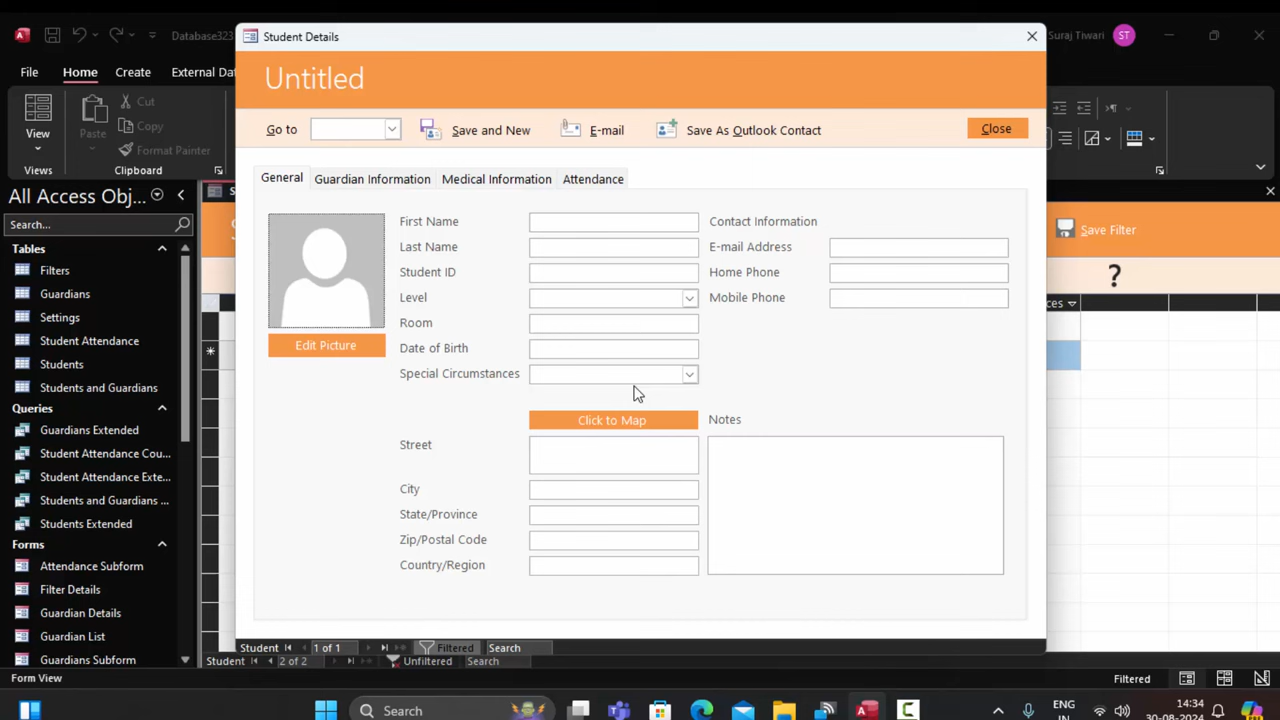 Database323
Student Details
Suraj Tiwari
ST
File
Home
Create
External Dat
Untitled
View
Paste
Cut
Copy
Format Painter
Views
Clipboard
Go to
Save and New
E-mail
Save As Outlook Contact
Close
All Access Obj...
Search...
General
Guardian Information
Medical Information
Attendance
Save Filter
?
Tables
Filters
Guardians
Settings
Student Attendance
Students
Students and Guardians
Queries
Guardians Extended
Student Attendance Cou...
Student Attendance Exte...
Students and Guardians ...
Students Extended
Forms
Attendance Subform
Filter Details
Guardian Details
Guardian List
Guardians Subform
Edit Picture
First Name
Last Name
Student ID
Level
Room
Date of Birth
Special Circumstances
Contact Information
E-mail Address
Home Phone
Mobile Phone
Click to Map
Notes
Street
City
State/Province
Zip/Postal Code
Country/Region
Student
1 of 1
Filtered
Search
Student
2 of 2
Unfiltered
Search
Form View
Filtered
Search
ENG
IN
14:34
30-08-2024